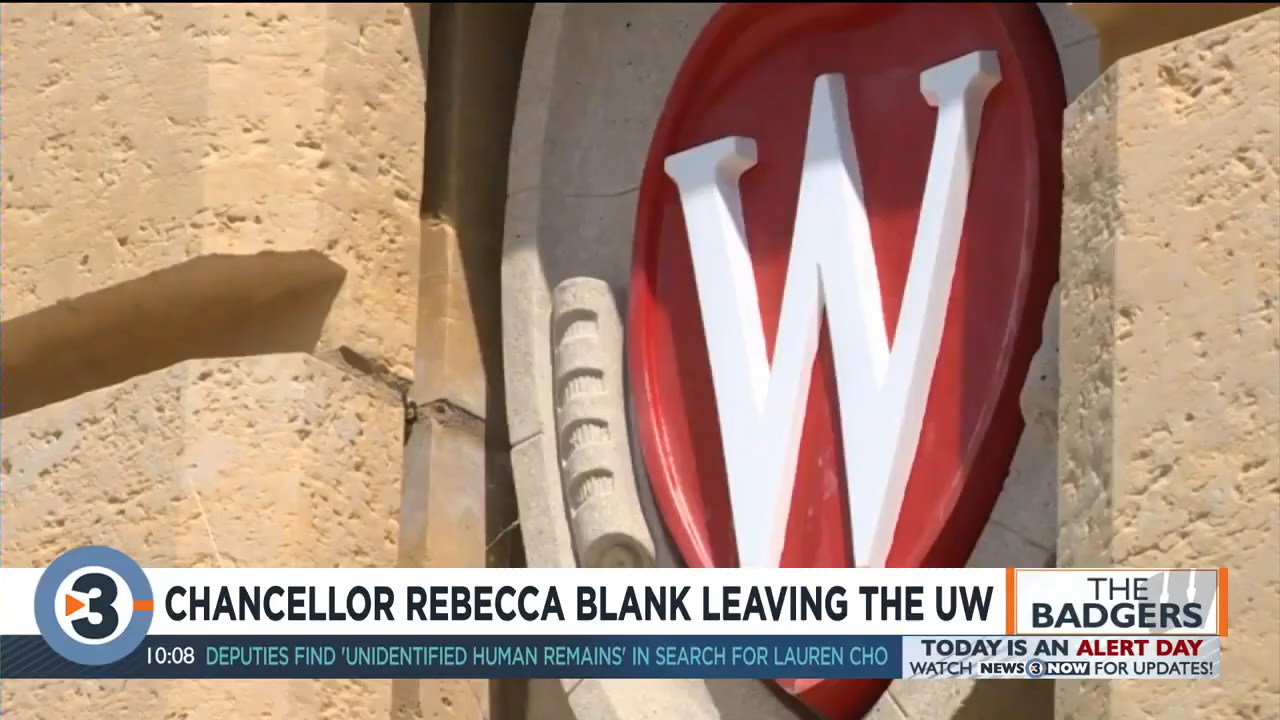 W
3
CHANCELLOR REBECCA BLANK LEAVING THE UW
THE
BADGERS
10:08 DEPUTIES FIND 'UNIDENTIFIED HUMAN REMAINS' IN SEARCH FOR LAUREN CHO
TODAY IS AN ALERT DAY
WATCH NEWS 3 NOW FOR UPDATES!